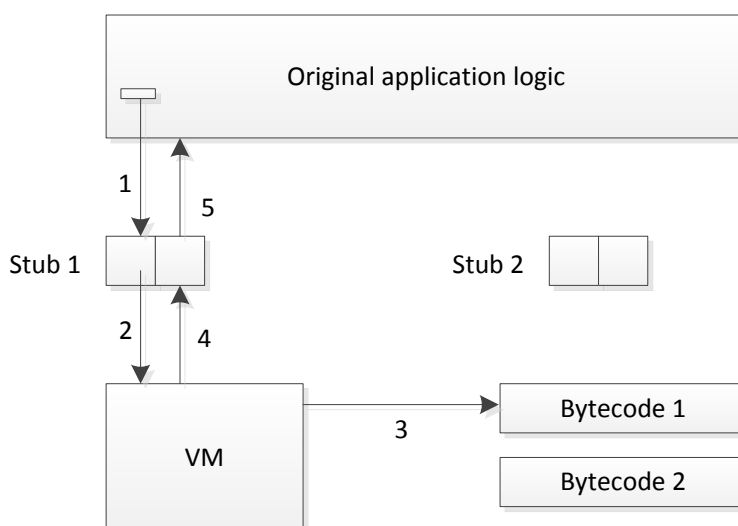 Original application logic
1
5
Stub 1
Stub 2
2
4
Bytecode 1
3
VM
Bytecode 2